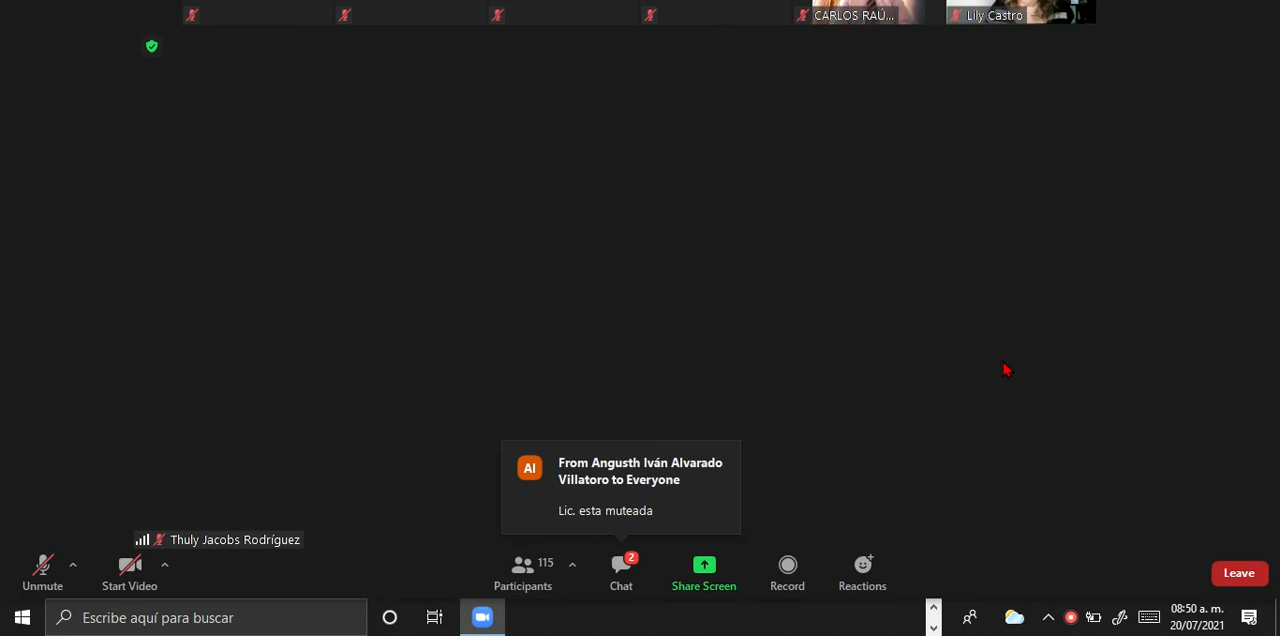 CARLOS RAÚ...
Lily Castro
From Angusth Iván Alvarado
Villatoro to Everyone
AI
Lic. esta muteada
Thuly Jacobs Rodríguez
Unmute
Start Video
115
Participants
2
Chat
Share Screen
Record
Reactions
Leave
Escribe aquí para buscar
08:50 a. m.
20/07/2021